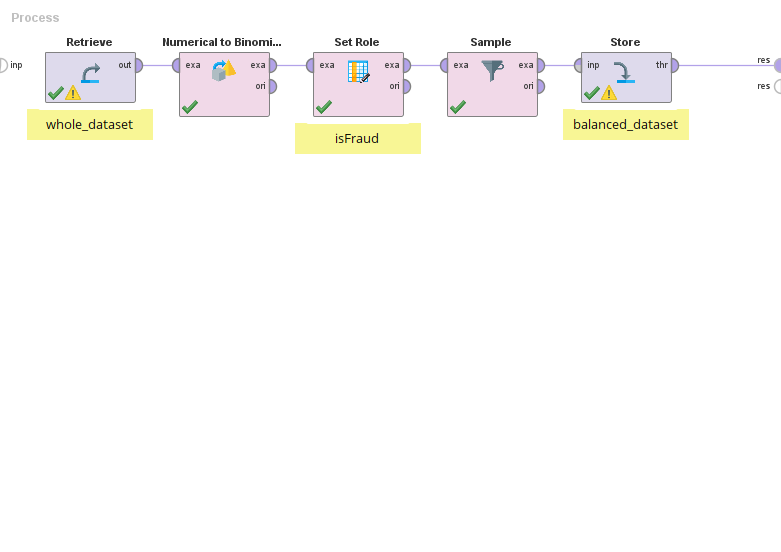 Process
Retrieve
Numerical to Binomi...
Set Role
Sample
Store
inp
out
exa
exa
exa
exa
exa
exa
inp
thr
res
ori
ori
ori
res
whole_dataset
isFraud
balanced_dataset